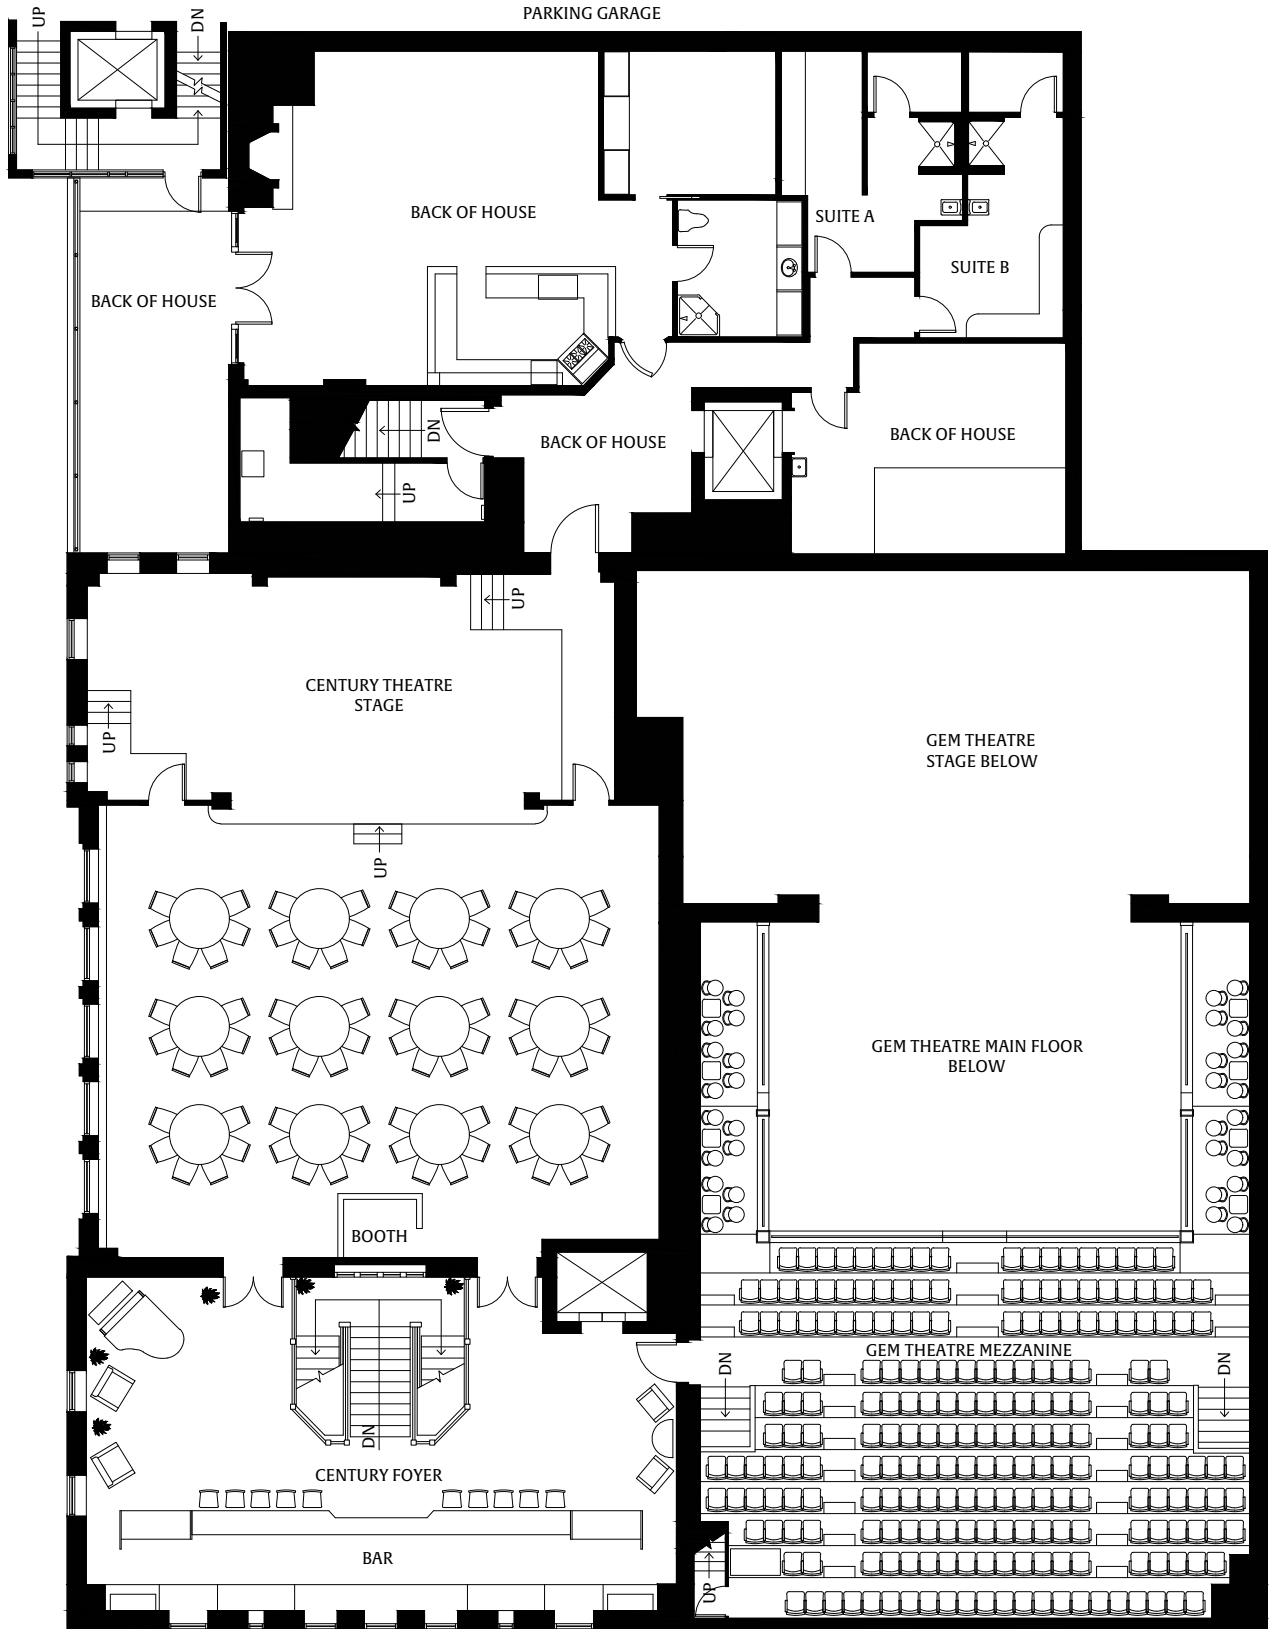 PARKING GARAGE
UP
DN
BACK OF HOUSE
SUITE A
SUITE B
BACK OF HOUSE
DN
BACK OF HOUSE
BACK OF HOUSE
UP
UP
CENTURY THEATRE
STAGE
UP
GEM THEATRE
STAGE BELOW
UP
GEM THEATRE MAIN FLOOR
BELOW
BOOTH
GEM THEATRE MEZZANINE
DN
DN
DN
CENTURY FOYER
BAR
UP